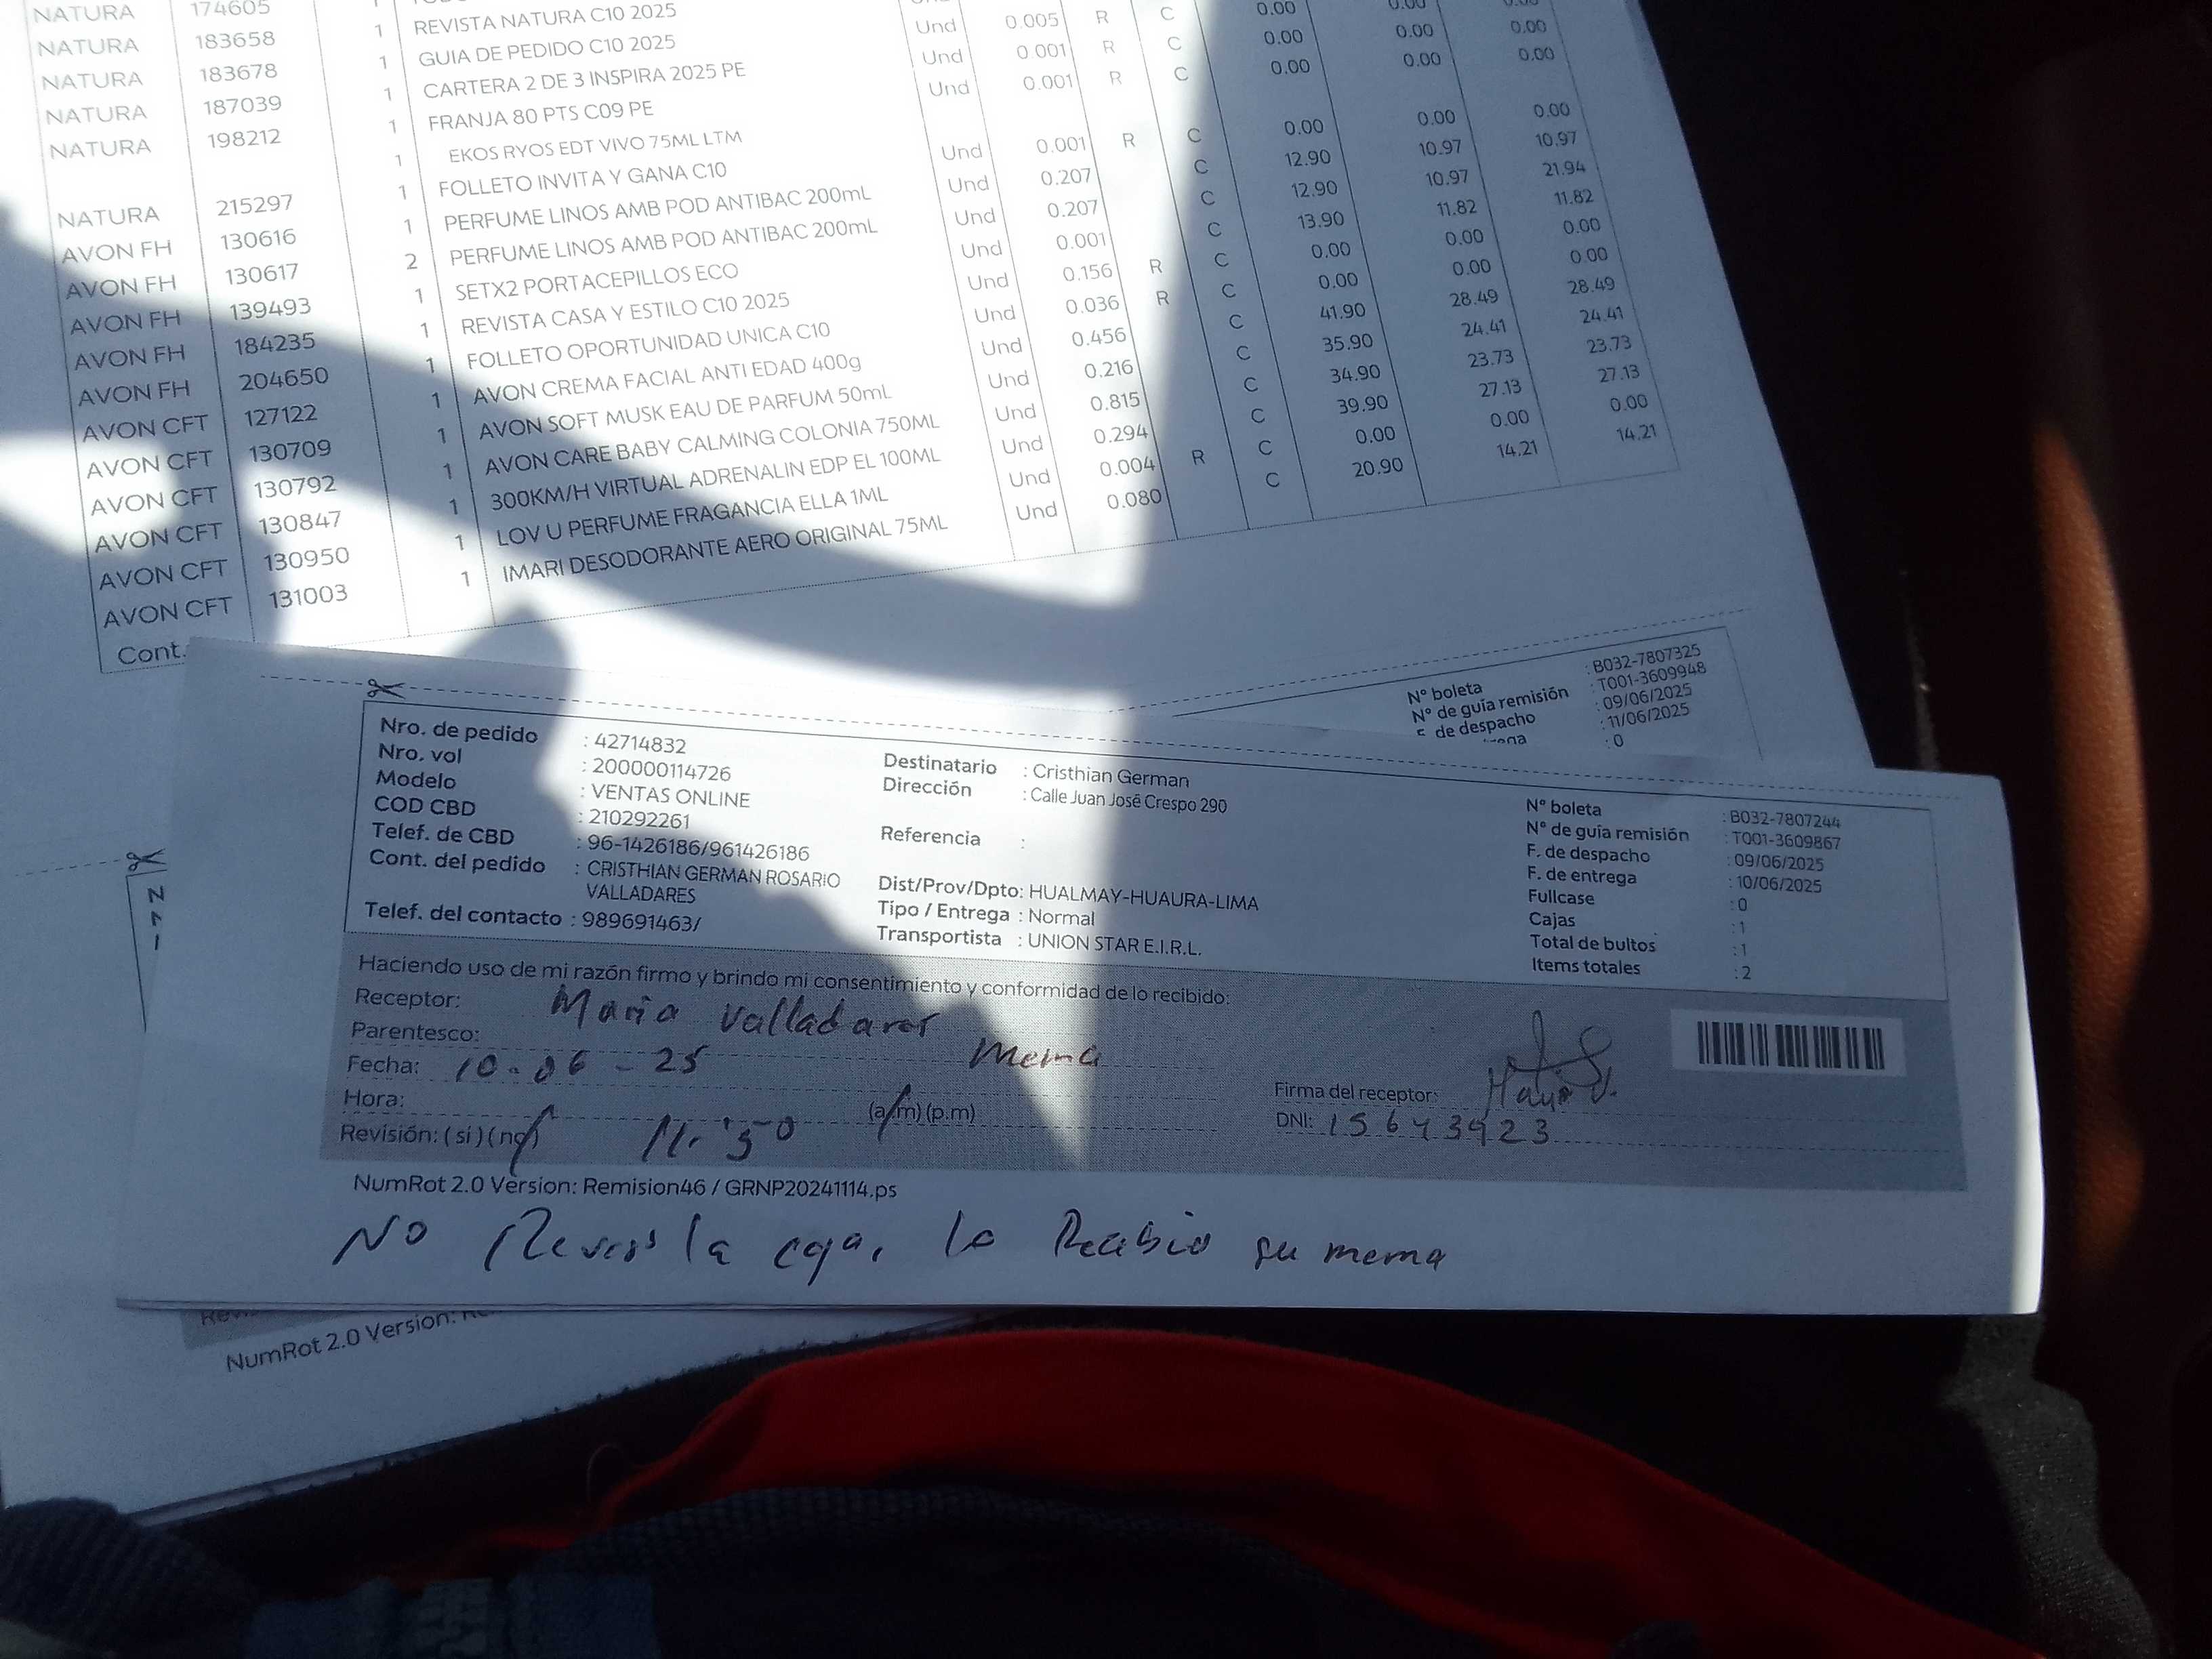 NATURA 174605 1
NATURA 183658 1 REVISTA NATURA C10 2025 Und 0.005 R C 0.00 0.00 0.00
NATURA 183678 1 GUIA DE PEDIDO C10 2025 Und 0.001 R C 0.00 0.00 0.00
NATURA 187039 1 CARTERA 2 DE 3 INSPIRA 2025 PE Und 0.001 R C 0.00 0.00 0.00
NATURA 198212 1 FRANJA 80 PTS C09 PE
EKOS RYOS EDT VIVO 75ML LTM
NATURA 215297 1 FOLLETO INVITA Y GANA C10 Und 0.001 R C 0.00 0.00 0.00
AVON FH 130616 1 PERFUME LINOS AMB POD ANTIBAC 200mL Und 0.207 C 12.90 10.97 10.97
AVON FH 130617 2 PERFUME LINOS AMB POD ANTIBAC 200mL Und 0.207 C 12.90 10.97 21.94
AVON FH 139493 1 SETX2 PORTACEPILLOS ECO Und 0.001 C 13.90 11.82 11.82
AVON FH 184235 1 REVISTA CASA Y ESTILO C10 2025 Und 0.156 R C 0.00 0.00 0.00
AVON FH 204650 1 FOLLETO OPORTUNIDAD UNICA C10 Und 0.036 R C 0.00 0.00 0.00
AVON CFT 127122 1 AVON CREMA FACIAL ANTI EDAD 400g Und 0.456 C 41.90 28.49 28.49
AVON CFT 130709 1 AVON SOFT MUSK EAU DE PARFUM 50mL Und 0.216 C 35.90 24.41 24.41
AVON CFT 130792 1 AVON CARE BABY CALMING COLONIA 750ML Und 0.815 C 34.90 23.73 23.73
AVON CFT 130847 1 300KM/H VIRTUAL ADRENALIN EDP EL 100ML Und 0.294 C 39.90 27.13 27.13
AVON CFT 130950 1 LOV U PERFUME FRAGANCIA ELLA 1ML Und 0.004 R C 0.00 0.00 0.00
AVON CFT 131003 1 IMARI DESODORANTE AERO ORIGINAL 75ML Und 0.080 C 20.90 14.21 14.21
Cont.
N° boleta : B032-7807325
N° de guía remisión : T001-3609948
F. de despacho : 09/06/2025
: 11/06/2025
: 0
Nro. de pedido : 42714832
Nro. vol : 200000114726
Modelo : VENTAS ONLINE
COD CBD : 210292261
Telef. de CBD : 96-1426186/961426186
Cont. del pedido : CRISTHIAN GERMAN ROSARIO
VALLADARES
Telef. del contacto : 989691463/
Destinatario : Cristhian German
Dirección : Calle Juan José Crespo 290
Referencia :
Dist/Prov/Dpto: HUALMAY-HUAURA-LIMA
Tipo / Entrega : Normal
Transportista : UNION STAR E.I.R.L.
N° boleta : B032-7807244
N° de guía remisión : T001-3609867
F. de despacho : 09/06/2025
F. de entrega : 10/06/2025
Fullcase : 0
Cajas : 1
Total de bultos : 1
Items totales : 2
Haciendo uso de mi razón firmo y brindo mi consentimiento y conformidad de lo recibido:
Receptor: Maria Valladares
Parentesco: mema
Fecha: 10-06-25
Hora: 11:50 (a.m) (p.m)
Revisión: (si) (no)
Firma del receptor: Maria V.
DNI: 15643923
NumRot 2.0 Version: Remision46 / GRNP20241114.ps
No Reviso la caja, lo Recibio su mema
NumRot 2.0 Version: